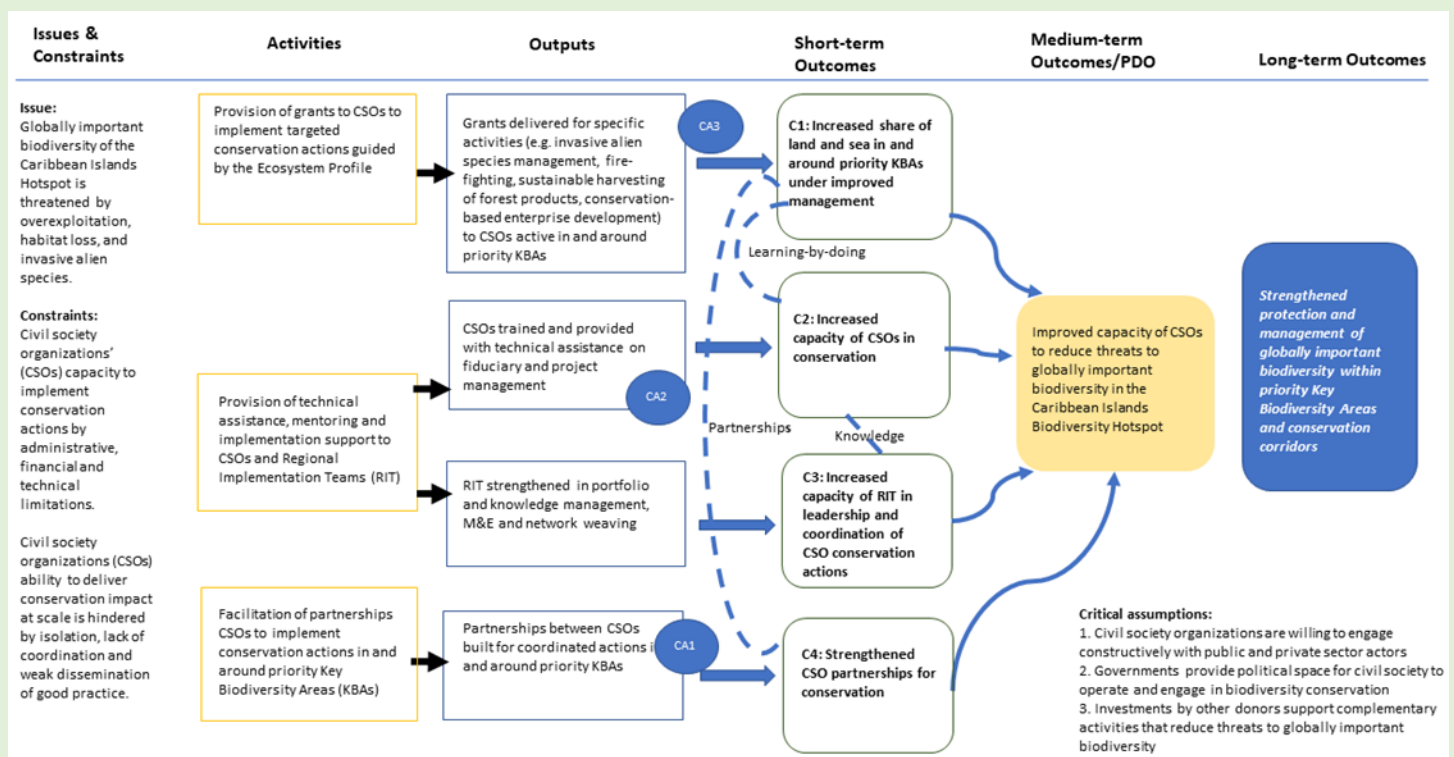 Issues &
Constraints
Activities
Outputs
Short-term
Outcomes
Medium-term
Outcomes/PDO
Long-term Outcomes
Issue:
Globally important
biodiversity of the
Caribbean Islands
Hotspot is
threatened by
overexploitation,
habitat loss, and
invasive alien
species.
Constraints:
Civil society
organizations'
(CSOs) capacity to
implement
conservation
actions by
administrative,
financial and
technical
limitations.
Civil society
organizations (CSOs)
ability to deliver
conservation impact
at scale is hindered
by isolation, lack of
coordination and
weak dissemination
of good practice.
Provision of grants to CSOs to
implement targeted
conservation actions guided
by the Ecosystem Profile
Provision of technical
assistance, mentoring and
implementation support to
CSOs and Regional
Implementation Teams (RIT)
Facilitation of partnerships
CSOs to implement
conservation actions in and
around priority Key
Biodiversity Areas (KBAs)
Grants delivered for specific
activities (e.g. invasive alien
species management, fire-
fighting, sustainable harvesting
of forest products, conservation-
based enterprise development)
to CSOs active in and around
priority KBAs
CA3
CSOs trained and provided
with technical assistance on
fiduciary and project
management
CA2
RIT strengthened in portfolio
and knowledge management,
M&E and network weaving
Partnerships between CSOs
built for coordinated actions i
and around priority KBAs
CA1
C1: Increased share of
land and sea in and
around priority KBAs
under improved
management
Learning-by-doing
C2: Increased
capacity of CSOs in
conservation
Partnerships
Knowledge
C3: Increased
capacity of RIT in
leadership and
coordination of
CSO conservation
actions
C4: Strengthened
CSO partnerships for
conservation
Improved capacity of CSOs
to reduce threats to
globally important
biodiversity in the
Caribbean Islands
Biodiversity Hotspot
Strengthened
protection and
management of
globally important
biodiversity within
priority Key
Biodiversity Areas
and conservation
corridors
Critical assumptions:
1. Civil society organizations are willing to engage
constructively with public and private sector actors
2. Governments provide political space for civil society to
operate and engage in biodiversity conservation
3. Investments by other donors support complementary
activities that reduce threats to globally important
biodiversity